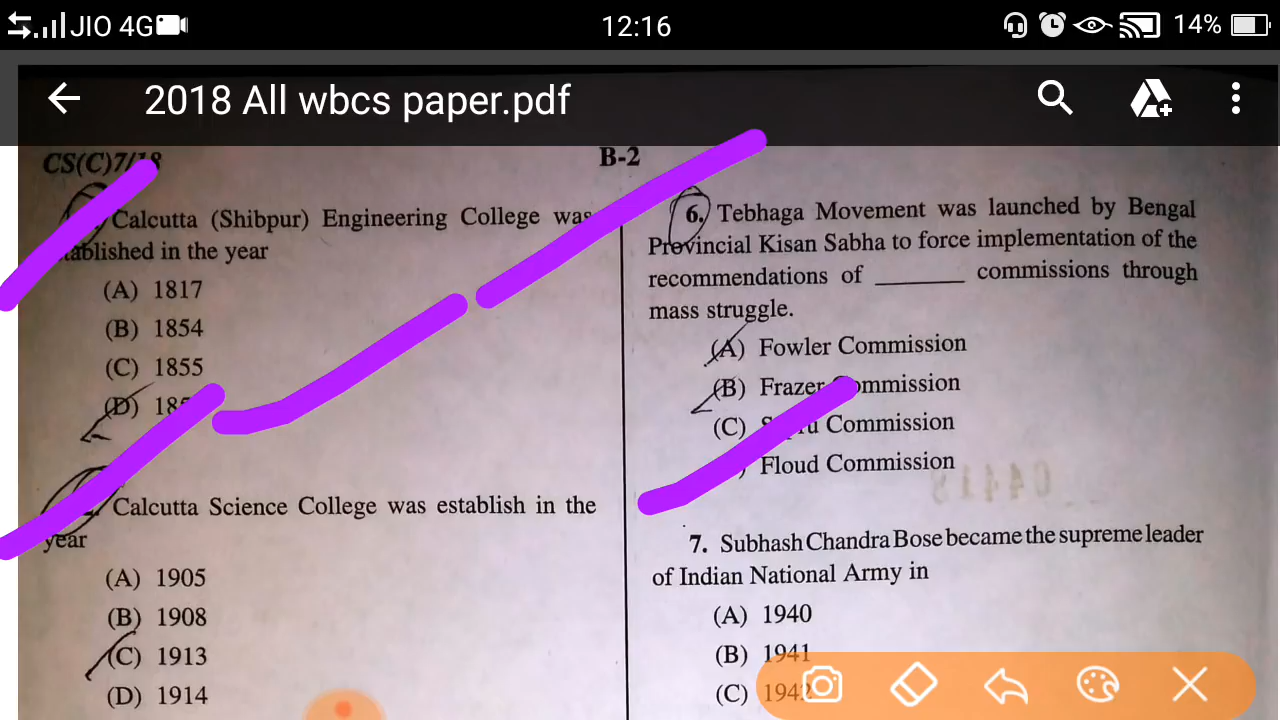 JIO 4G 12:16 14%
2018 All wbcs paper.pdf
CS(C)7/18
B-2
Calcutta (Shibpur) Engineering College was
established in the year
(A) 1817
(B) 1854
(C) 1855
(D)
Calcutta Science College was establish in the
year
(A) 1905
(B) 1908
(C) 1913
(D) 1914
6. Tebhaga Movement was launched by Bengal
Provincial Kisan Sabha to force implementation of the
recommendations of ______ commissions through
mass struggle.
(A) Fowler Commission
(B) Frazer Commission
(C) Commission
Floud Commission
7. Subhash Chandra Bose became the supreme leader
of Indian National Army in
(A) 1940
(B) 1941
(C)